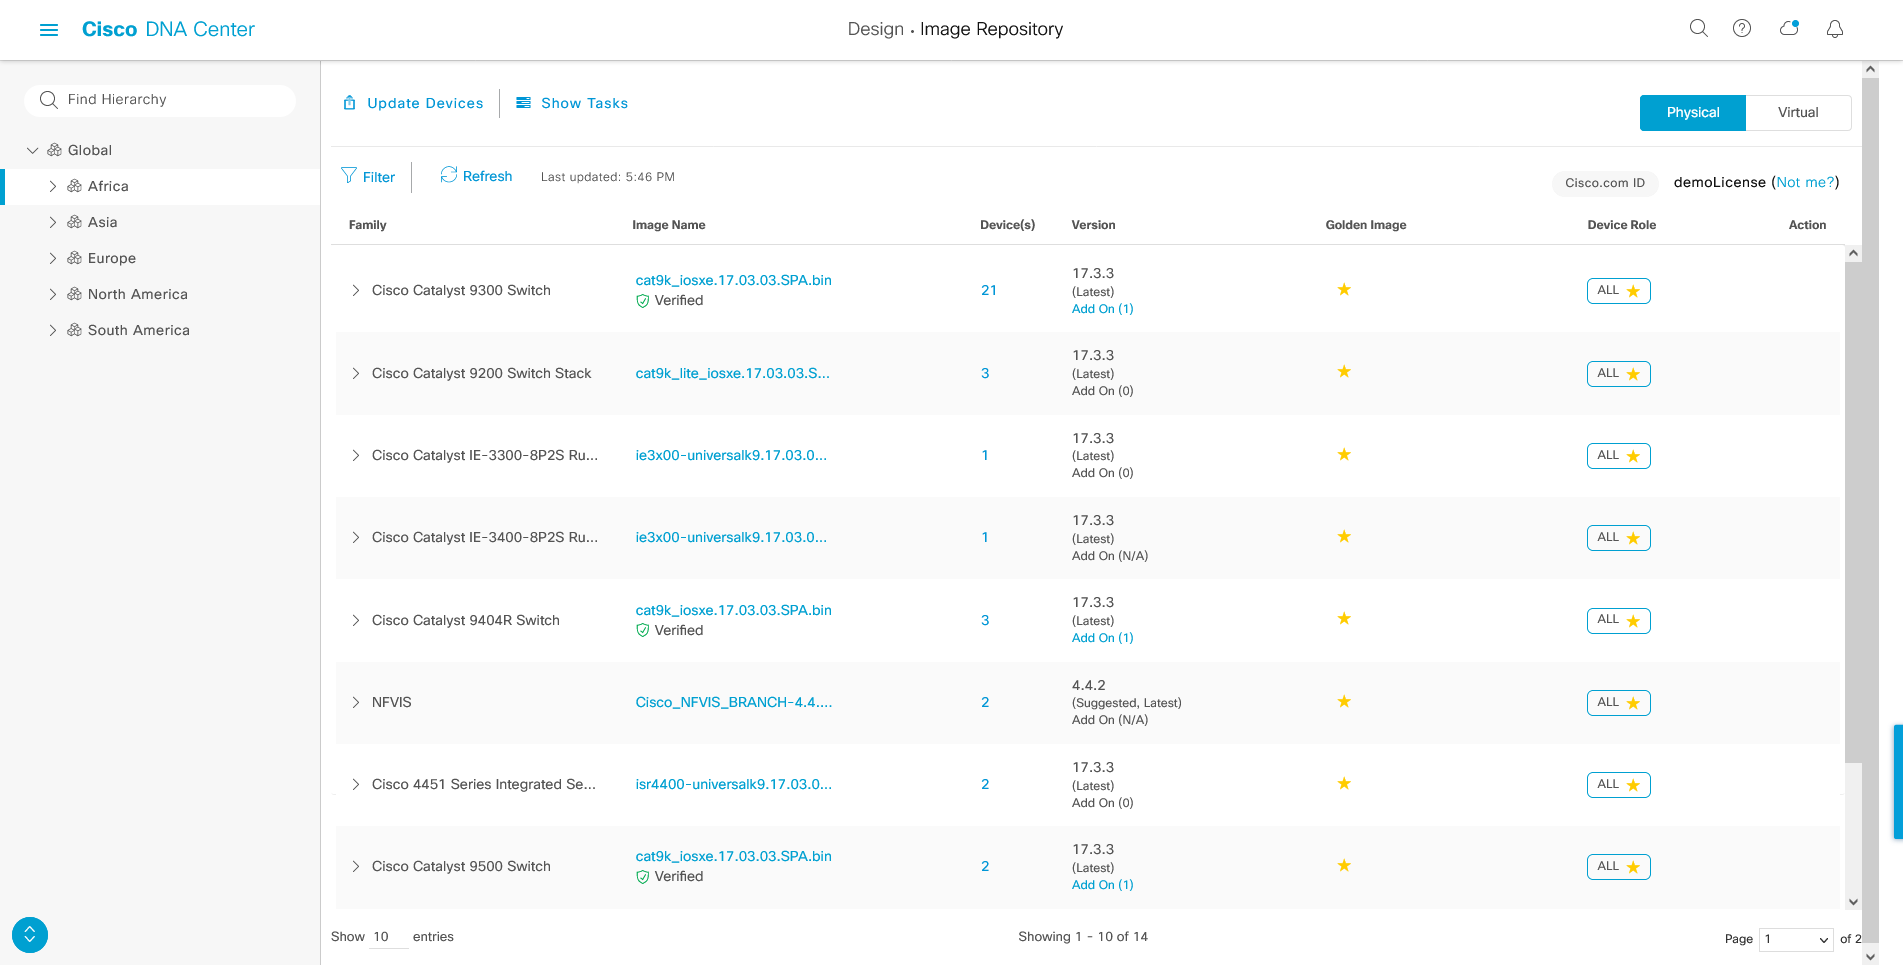 Cisco DNA Center
Design • Image Repository
Find Hierarchy
Global
Africa
Asia
Europe
North America
South America
Update Devices
Show Tasks
Physical
Virtual
Filter
Refresh
Last updated: 5:46 PM
Cisco.com ID
demoLicense (Not me?)
Family Image Name Device(s) Version Golden Image Device Role Action
Cisco Catalyst 9300 Switch
cat9k_iosxe.17.03.03.SPA.bin
Verified
21
17.3.3
(Latest)
Add On (1)
ALL
Cisco Catalyst 9200 Switch Stack
cat9k_lite_iosxe.17.03.03.S...
3
17.3.3
(Latest)
Add On (0)
ALL
Cisco Catalyst IE-3300-8P2S Ru...
ie3x00-universalk9.17.03.0...
1
17.3.3
(Latest)
Add On (0)
ALL
Cisco Catalyst IE-3400-8P2S Ru...
ie3x00-universalk9.17.03.0...
1
17.3.3
(Latest)
Add On (N/A)
ALL
Cisco Catalyst 9404R Switch
cat9k_iosxe.17.03.03.SPA.bin
Verified
3
17.3.3
(Latest)
Add On (1)
ALL
NFVIS
Cisco_NFVIS_BRANCH-4.4....
2
4.4.2
(Suggested, Latest)
Add On (N/A)
ALL
Cisco 4451 Series Integrated Se...
isr4400-universalk9.17.03.0...
2
17.3.3
(Latest)
Add On (0)
ALL
Cisco Catalyst 9500 Switch
cat9k_iosxe.17.03.03.SPA.bin
Verified
2
17.3.3
(Latest)
Add On (1)
ALL
Show 10 entries
Showing 1 - 10 of 14
Page 1 of 2